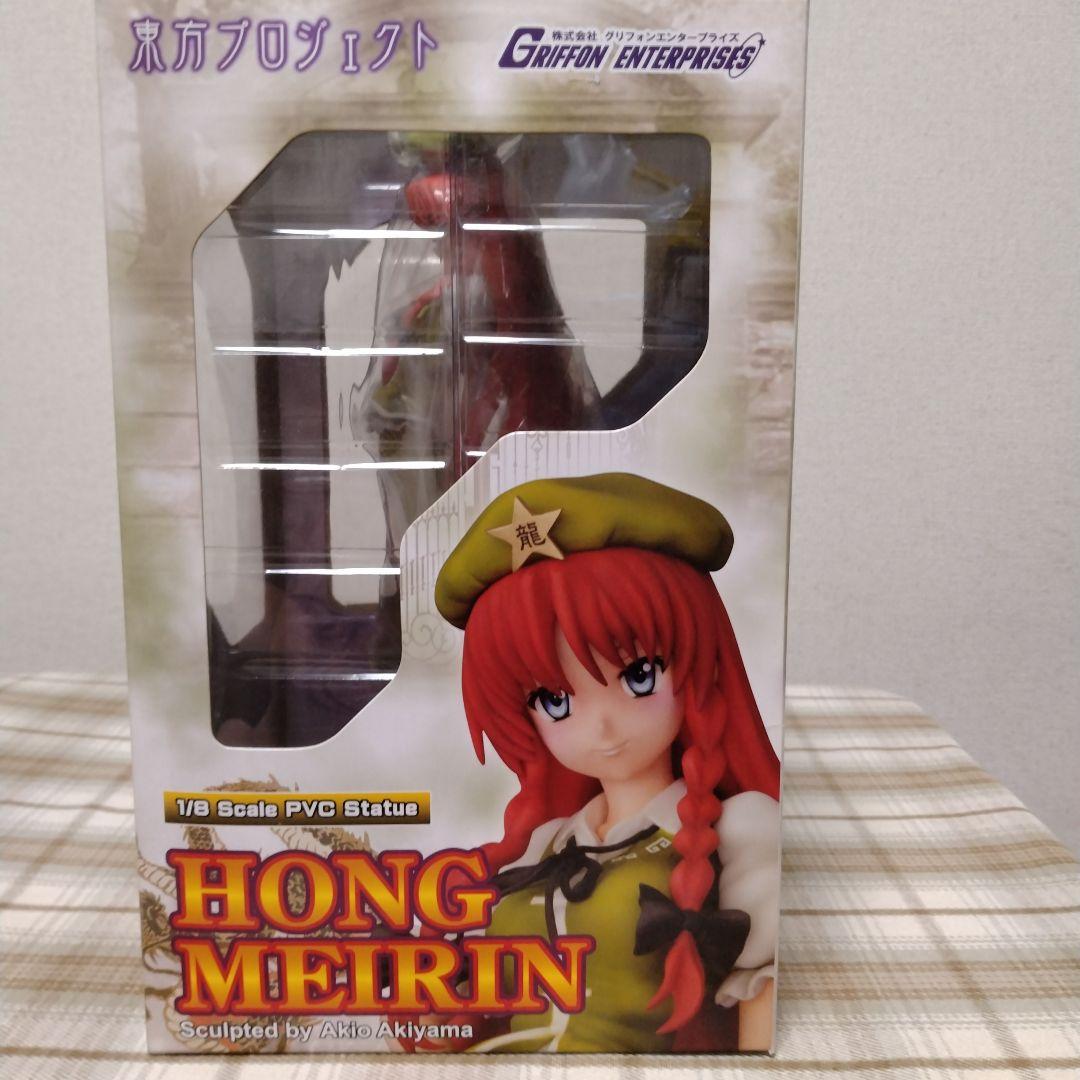 東方プロジェクト
株式会社 グリフォンエンタープライズ
GRIFFON ENTERPRISES
龍
1/8 Scale PVC Statue
HONG
MEIRIN
Sculpted by Akio Akiyama